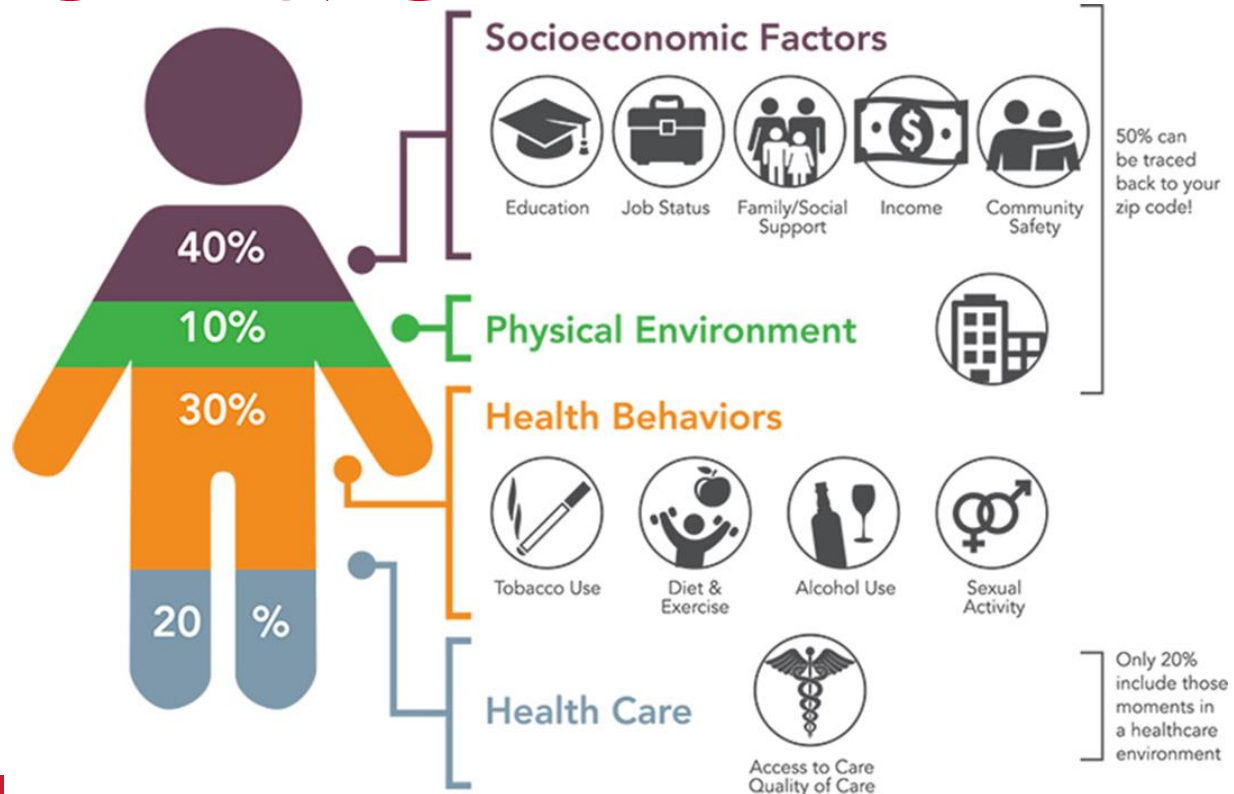 Socioeconomic Factors
Education
Job Status
Family/Social
Support
Income
Community
Safety
50% can
be traced
back to your
zip code!
40%
10%
Physical Environment
30%
Health Behaviors
Tobacco Use
Diet &
Exercise
Alcohol Use
Sexual
Activity
20 %
Health Care
Access to Care
Quality of Care
Only 20%
include those
moments in
a healthcare
environment